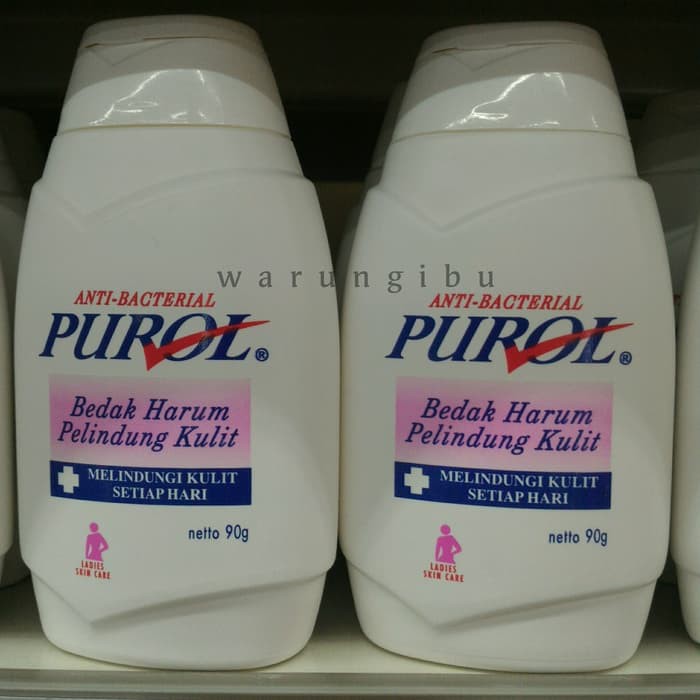 warungibu
ANTI-BACTERIAL
PUROL®
Bedak Harum
Pelindung Kulit
MELINDUNGI KULIT
SETIAP HARI
netto 90g
LADIES
SKIN CARE
ANTI-BACTERIAL
PUROL®
Bedak Harum
Pelindung Kulit
MELINDUNGI KULIT
SETIAP HARI
netto 90g
LADIES
SKIN CARE